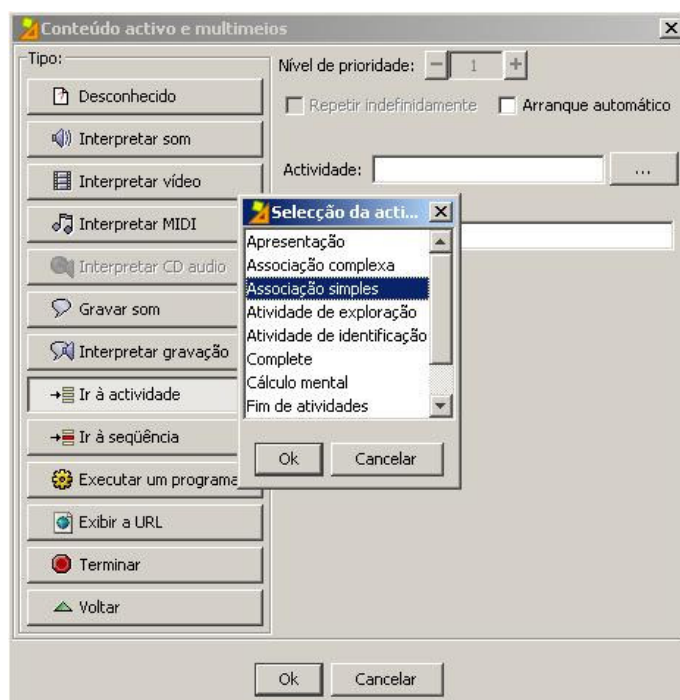 Conteúdo activo e multimeios
Tipo:
Desconhecido
Interpretar som
Interpretar vídeo
Interpretar MIDI
Interpretar CD audio
Gravar som
Interpretar gravação
Ir à actividade
Ir à seqüência
Executar um programa
Exibir a URL
Terminar
Voltar
Nível de prioridade: 1
Repetir indefinidamente Arranque automático
Actividade: ...
Selecção da acti...
Apresentação
Associação complexa
Associação simples
Atividade de exploração
Atividade de identificação
Complete
Cálculo mental
Fim de atividades
Ok Cancelar
Ok Cancelar